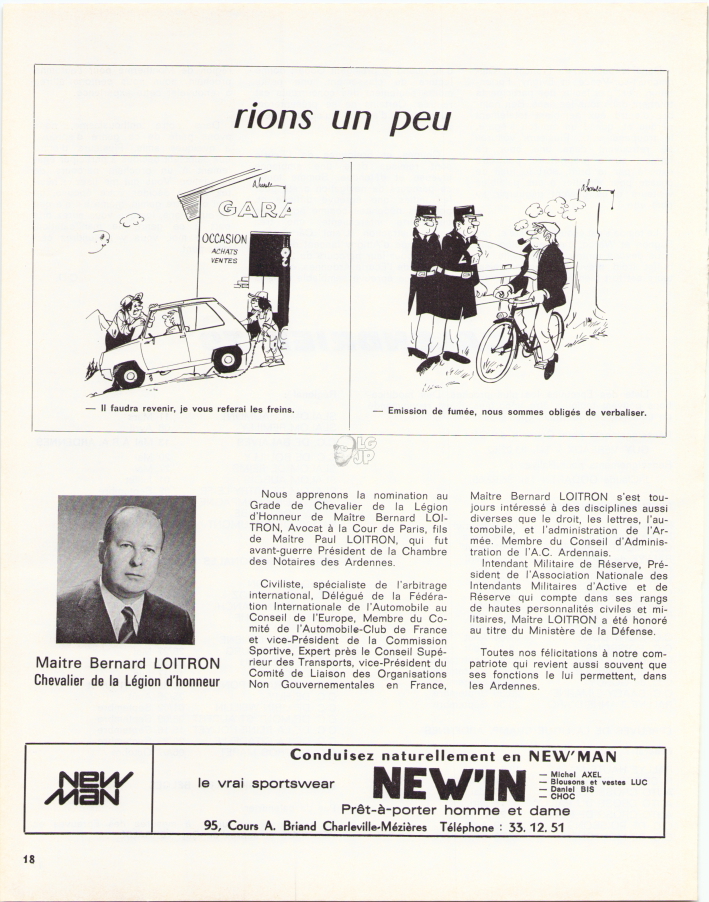 rions un peu
GARA
OCCASION
ACHATS
VENTES
— Il faudra revenir, je vous referai les freins.
— Emission de fumée, nous sommes obligés de verbaliser.
LG
JP
Maitre Bernard LOITRON
Chevalier de la Légion d'honneur
Nous apprenons la nomination au
Grade de Chevalier de la Légion
d'Honneur de Maître Bernard LOI-
TRON, Avocat à la Cour de Paris, fils
de Maître Paul LOITRON, qui fut
avant-guerre Président de la Chambre
des Notaires des Ardennes.
Civiliste, spécialiste de l'arbitrage
international, Délégué de la Fédéra-
tion Internationale de l'Automobile au
Conseil de l'Europe, Membre du Co-
mité de l'Automobile-Club de France
et vice-Président de la Commission
Sportive, Expert près le Conseil Supé-
rieur des Transports, vice-Président du
Comité de Liaison des Organisations
Non Gouvernementales en France,
Maître Bernard LOITRON s'est tou-
jours intéressé à des disciplines aussi
diverses que le droit, les lettres, l'au-
tomobile, et l'administration de l'Ar-
mée. Membre du Conseil d'Adminis-
tration de l'A.C. Ardennais.
Intendant Militaire de Réserve, Pré-
sident de l'Association Nationale des
Intendants Militaires d'Active et de
Réserve qui compte dans ses rangs
de hautes personnalités civiles et mi-
litaires, Maître LOITRON a été honoré
au titre du Ministère de la Défense.
Toutes nos félicitations à notre com-
patriote qui revient aussi souvent que
ses fonctions le lui permettent, dans
les Ardennes.
NEW
MAN
Conduisez naturellement en NEW'MAN
le vrai sportswear
NEW'IN
— Michel AXEL
— Blousons et vestes LUC
— Daniel BIS
— CHOC
Prêt-à-porter homme et dame
95, Cours A. Briand Charleville-Mézières Téléphone : 33. 12. 51
18